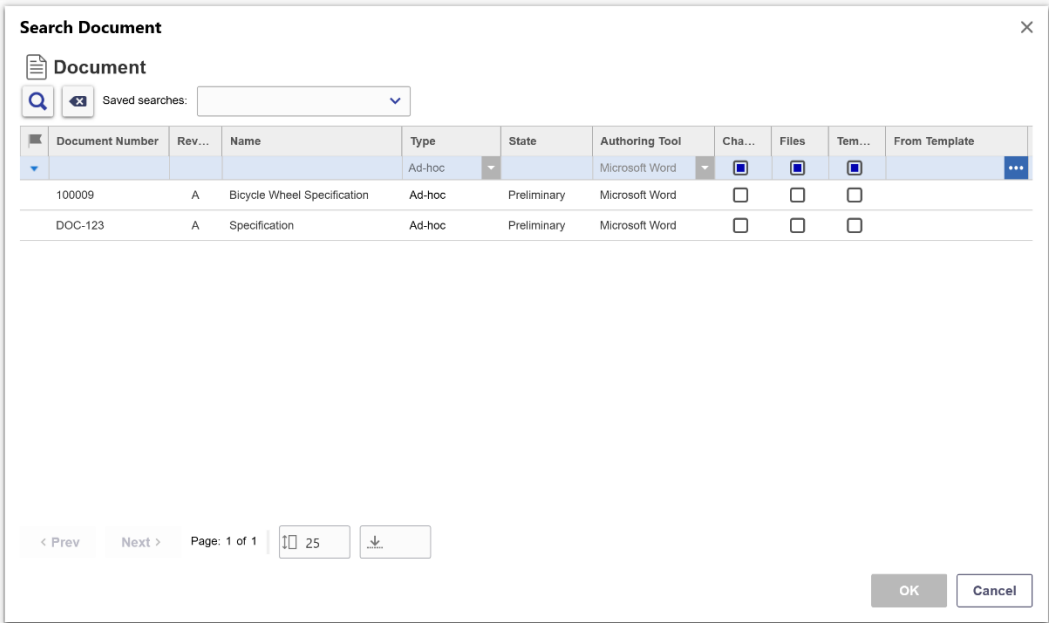 Search Document
Document
Saved searches:
Document Number Rev... Name Type State Authoring Tool Cha... Files Tem... From Template
Ad-hoc Microsoft Word
100009 A Bicycle Wheel Specification Ad-hoc Preliminary Microsoft Word
DOC-123 A Specification Ad-hoc Preliminary Microsoft Word
< Prev Next > Page: 1 of 1 25
OK Cancel